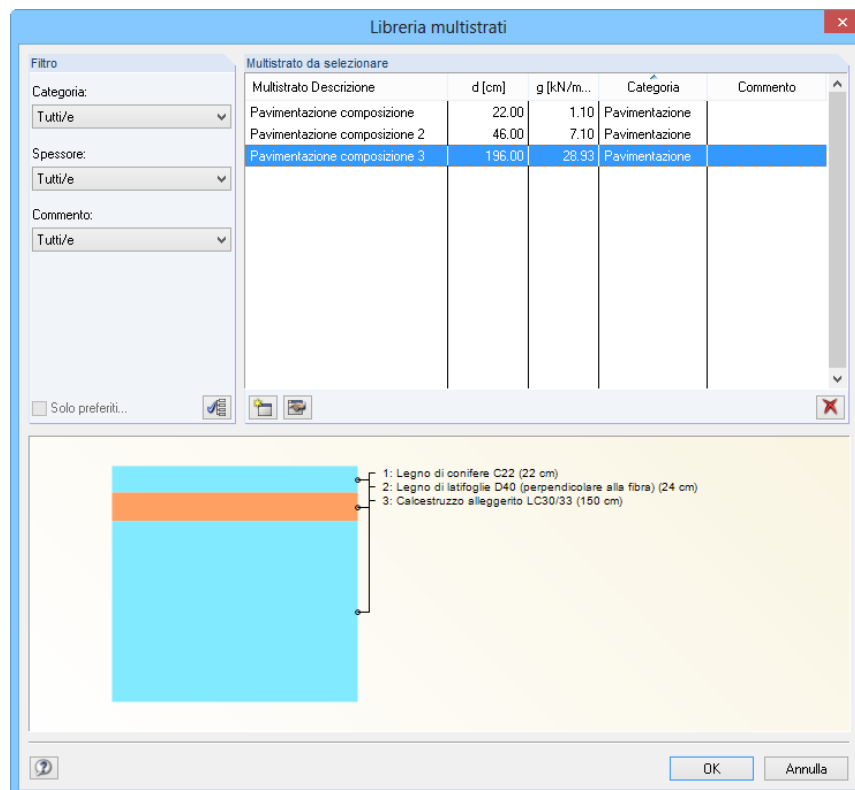 Libreria multistrati
Filtro
Categoria:
Tutti/e
Spessore:
Tutti/e
Commento:
Tutti/e
Solo preferiti...
Multistrato da selezionare
Multistrato Descrizione d [cm] g [kN/m... Categoria Commento
Pavimentazione composizione 22.00 1.10 Pavimentazione
Pavimentazione composizione 2 46.00 7.10 Pavimentazione
Pavimentazione composizione 3 196.00 28.93 Pavimentazione
1: Legno di conifere C22 (22 cm)
2: Legno di latifoglie D40 (perpendicolare alla fibra) (24 cm)
3: Calcestruzzo alleggerito LC30/33 (150 cm)
OK Annulla